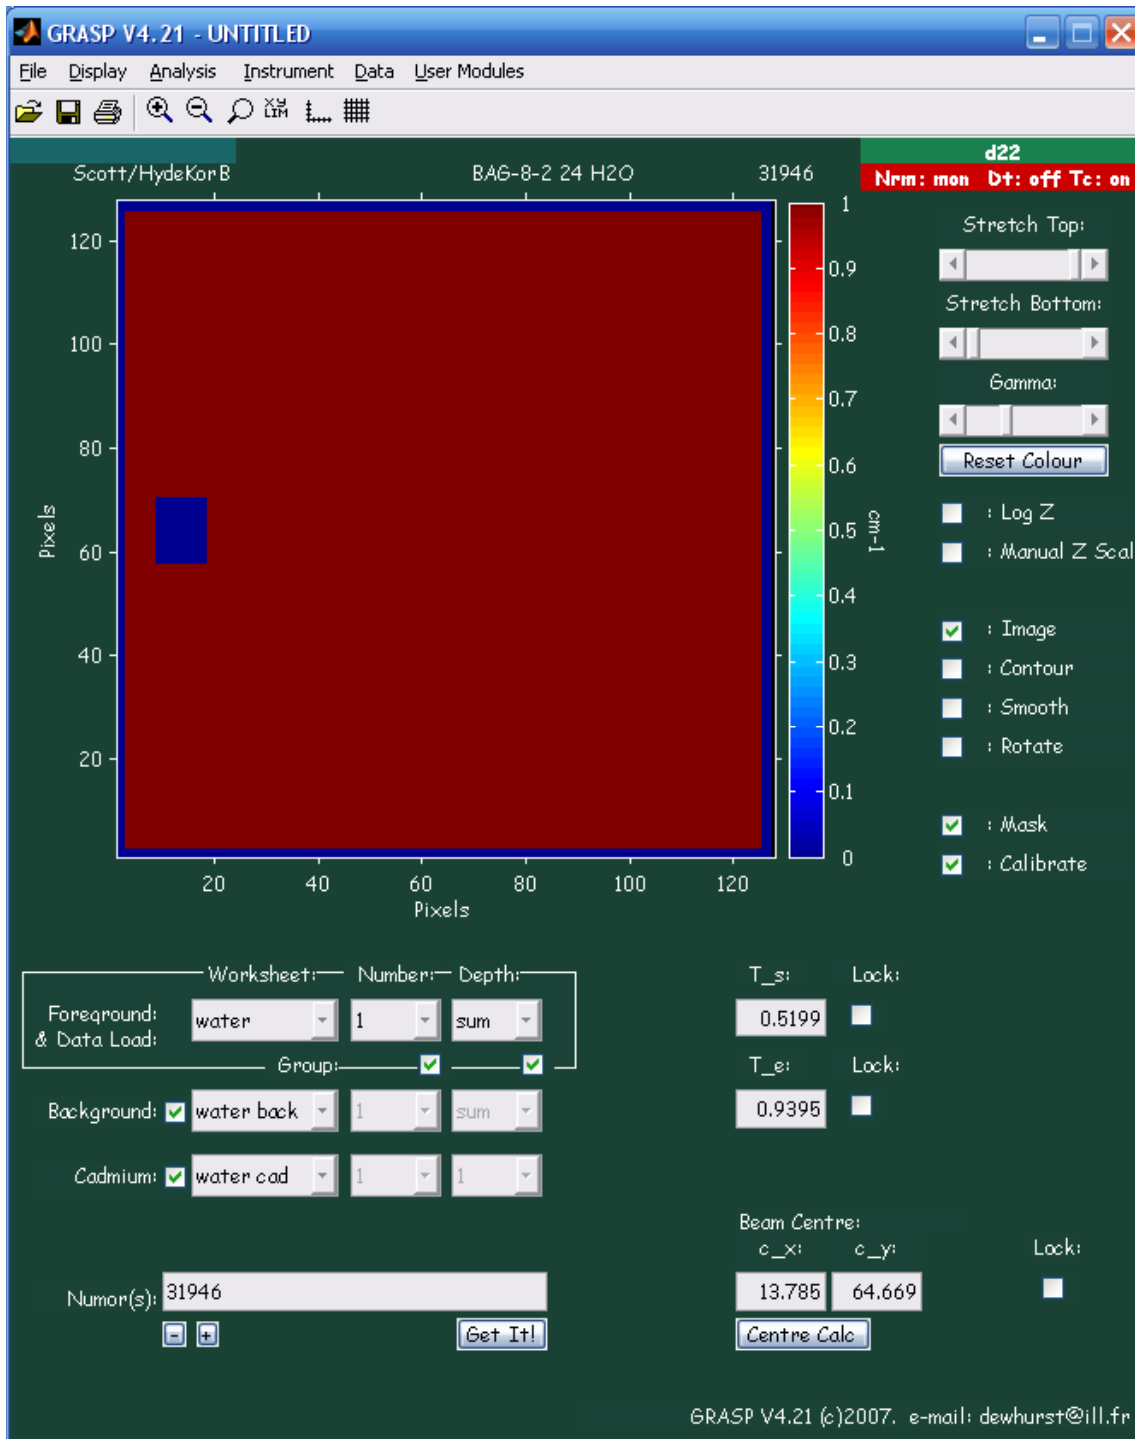 GRASP V4.21 - UNTITLED
File Display Analysis Instrument Data User Modules
XY
LIM
Scott/HydeKorB BAG-8-2 24 H2O 31946
d22
Nrm: mon Dt: off Tc: on
120
100
80
60
40
20
Pixels
20 40 60 80 100 120
Pixels
1
0.9
0.8
0.7
0.6
0.5
0.4
0.3
0.2
0.1
0
cm-1
Stretch Top:
Stretch Bottom:
Gamma:
Reset Colour
: Log Z
: Manual Z Scal
: Image
: Contour
: Smooth
: Rotate
: Mask
: Calibrate
Worksheet: Number: Depth:
Foreground:
& Data Load:
water 1 sum
Group:
Background: water back 1 sum
Cadmium: water cad 1 1
T_s: Lock:
0.5199
T_e: Lock:
0.9395
Beam Centre:
c_x: c_y: Lock:
13.785 64.669
Centre Calc
Numor(s): 31946
- +
Get It!
GRASP V4.21 (c)2007. e-mail: dewhurst@ill.fr